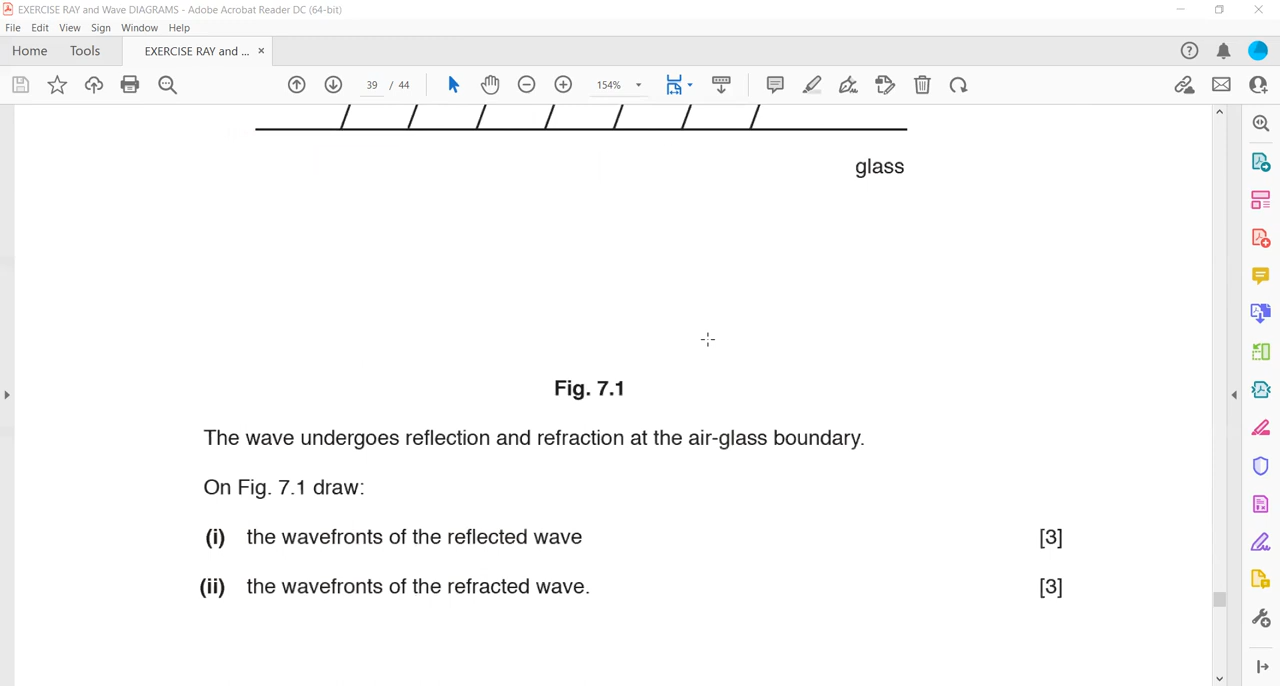 EXERCISE RAY and Wave DIAGRAMS - Adobe Acrobat Reader DC (64-bit)
File Edit View Sign Window Help
Home Tools EXERCISE RAY and ... ×
39 / 44 154%
glass
Fig. 7.1
The wave undergoes reflection and refraction at the air-glass boundary.
On Fig. 7.1 draw:
(i) the wavefronts of the reflected wave [3]
(ii) the wavefronts of the refracted wave. [3]